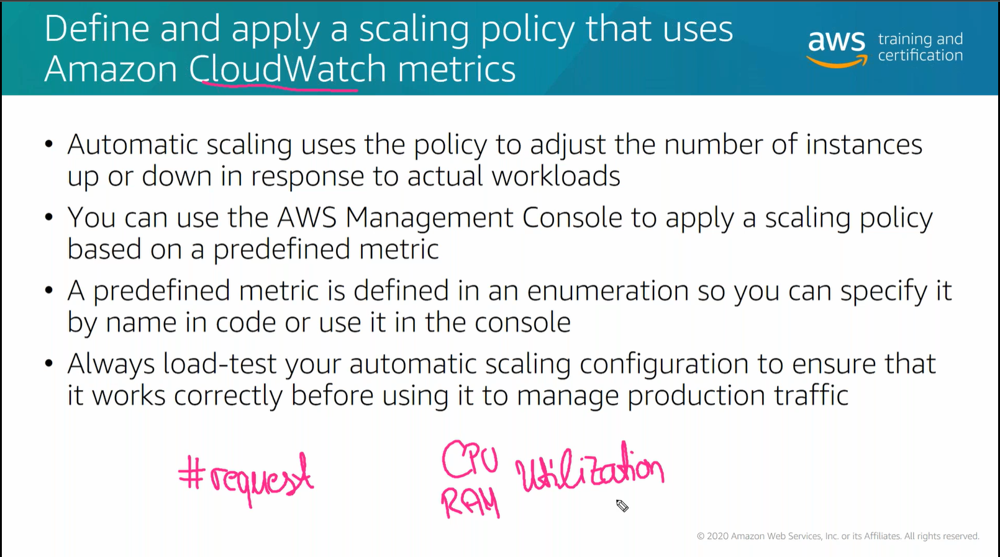 Define and apply a scaling policy that uses
Amazon CloudWatch metrics
aws training and
certification
• Automatic scaling uses the policy to adjust the number of instances
up or down in response to actual workloads
• You can use the AWS Management Console to apply a scaling policy
based on a predefined metric
• A predefined metric is defined in an enumeration so you can specify it
by name in code or use it in the console
• Always load-test your automatic scaling configuration to ensure that
it works correctly before using it to manage production traffic
#request
CPU Utilization
RAM
© 2020 Amazon Web Services, Inc. or its Affiliates. All rights reserved.